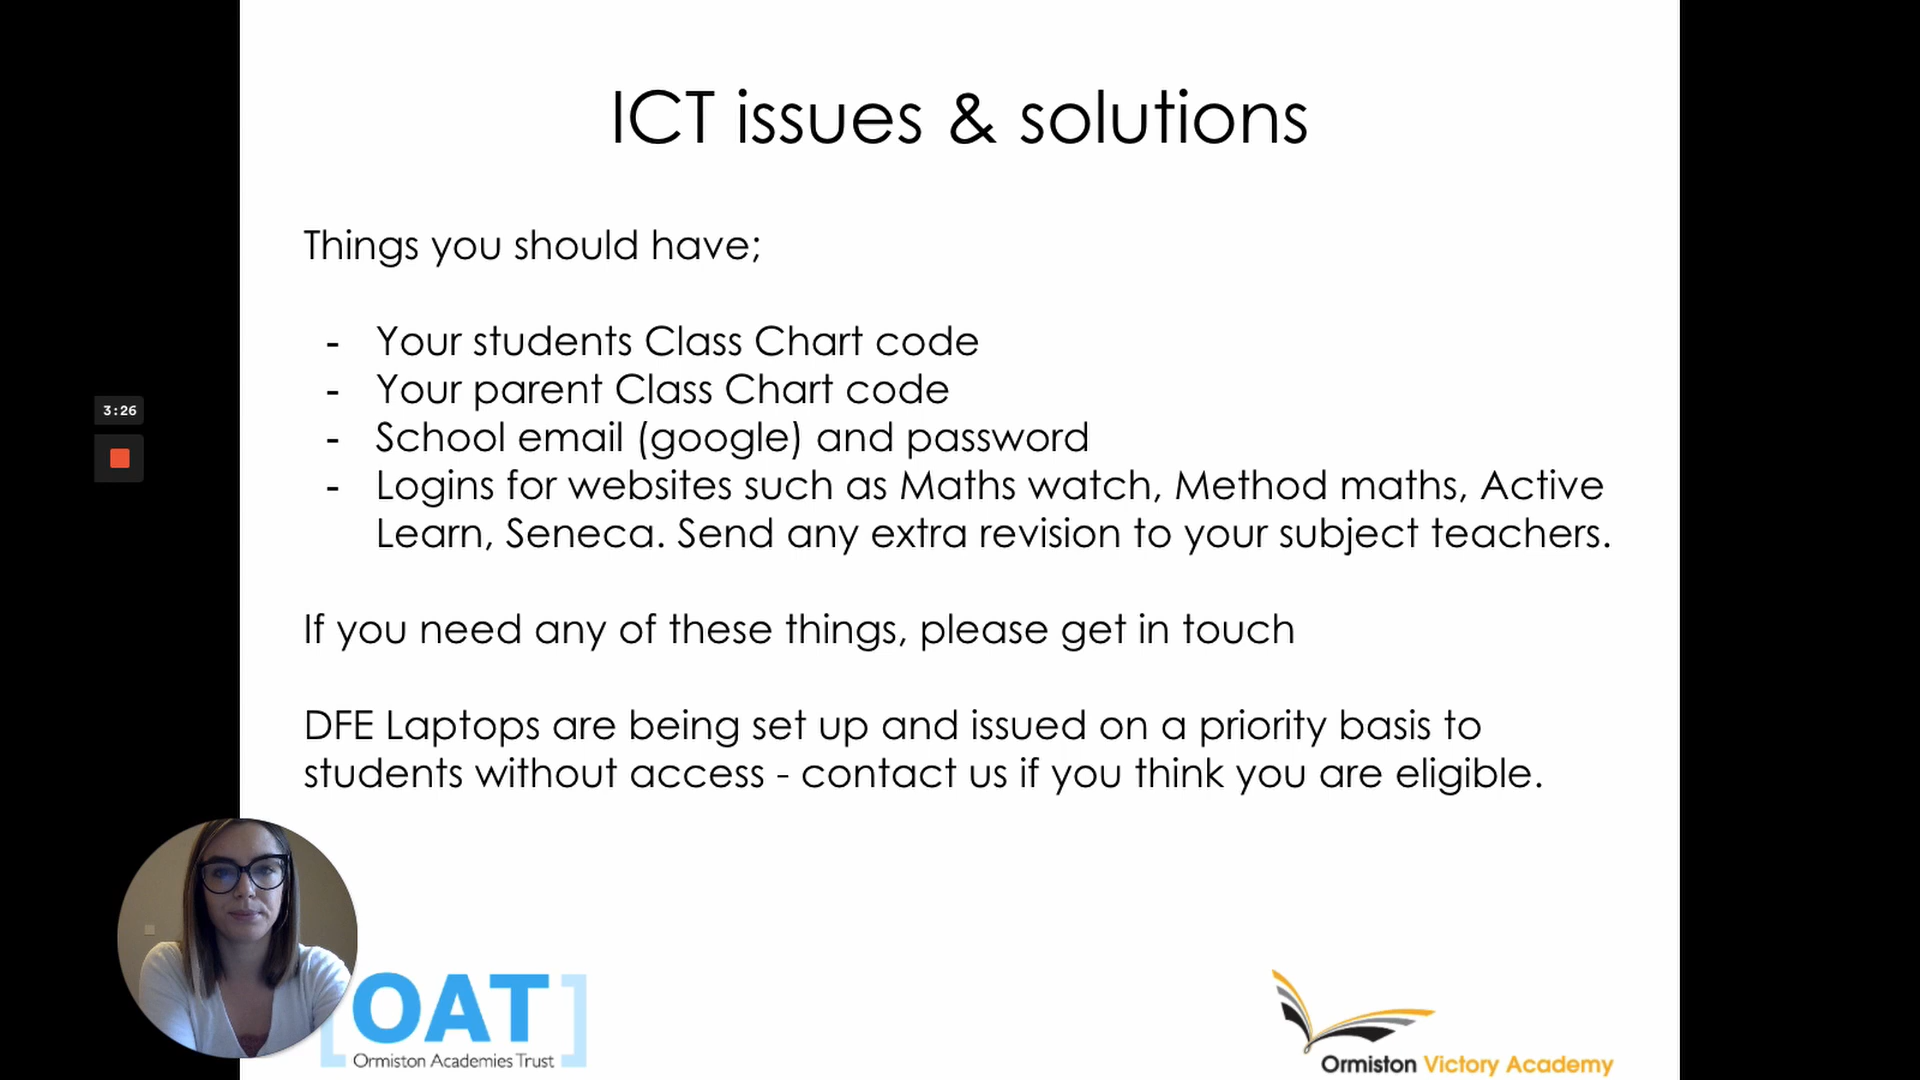 ICT issues & solutions
Things you should have;
- Your students Class Chart code
- Your parent Class Chart code
3:26
- School email (google) and password
- Logins for websites such as Maths watch, Method maths, Active
Learn, Seneca. Send any extra revision to your subject teachers.
If you need any of these things, please get in touch
DFE Laptops are being set up and issued on a priority basis to
students without access - contact us if you think you are eligible.
[OAT]
Ormiston Academies Trust
Ormiston Victory Academy